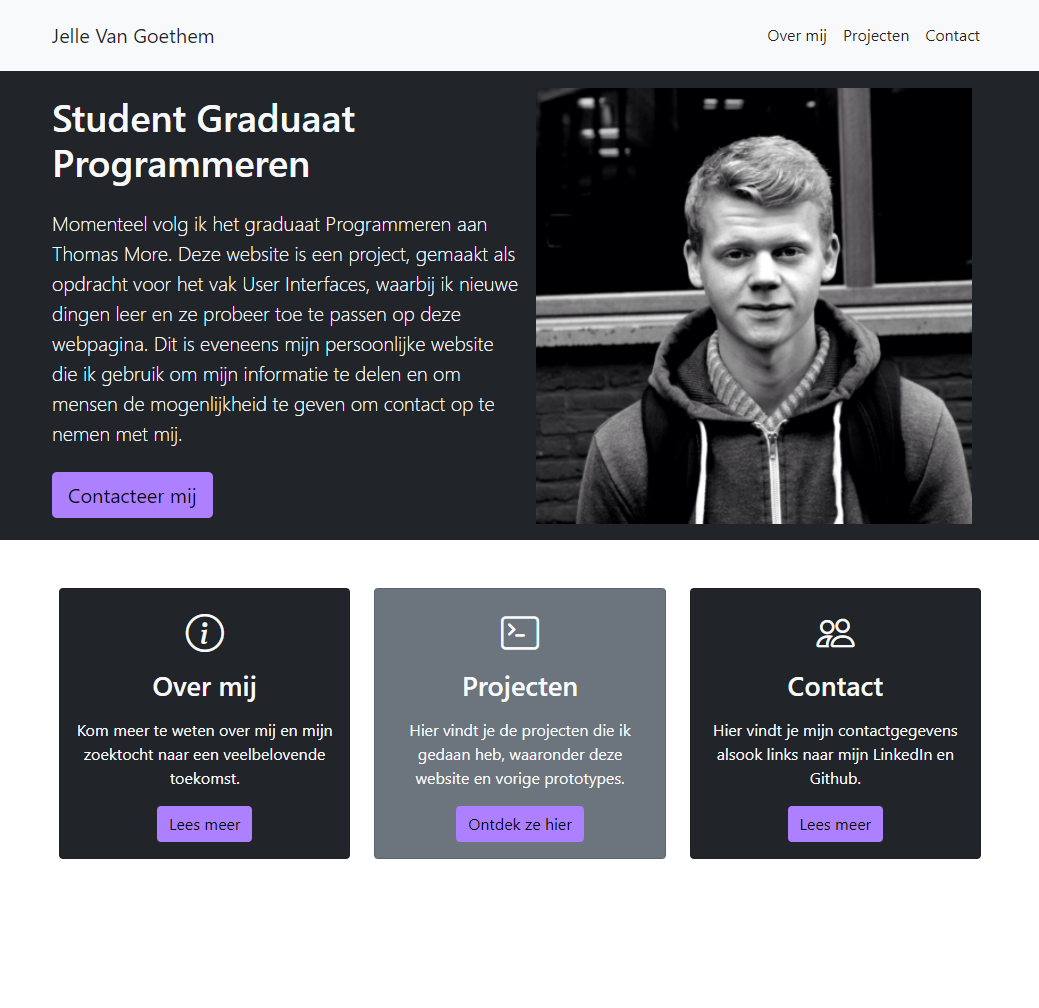 Jelle Van Goethem
Over mij Projecten Contact
Student Graduaat
Programmeren
Momenteel volg ik het graduaat Programmeren aan
Thomas More. Deze website is een project, gemaakt als
opdracht voor het vak User Interfaces, waarbij ik nieuwe
dingen leer en ze probeer toe te passen op deze
webpagina. Dit is eveneens mijn persoonlijke website
die ik gebruik om mijn informatie te delen en om
mensen de mogenlijkheid te geven om contact op te
nemen met mij.
Contacteer mij
Over mij
Kom meer te weten over mij en mijn
zoektocht naar een veelbelovende
toekomst.
Lees meer
Projecten
Hier vindt je de projecten die ik
gedaan heb, waaronder deze
website en vorige prototypes.
Ontdek ze hier
Contact
Hier vindt je mijn contactgegevens
alsook links naar mijn LinkedIn en
Github.
Lees meer